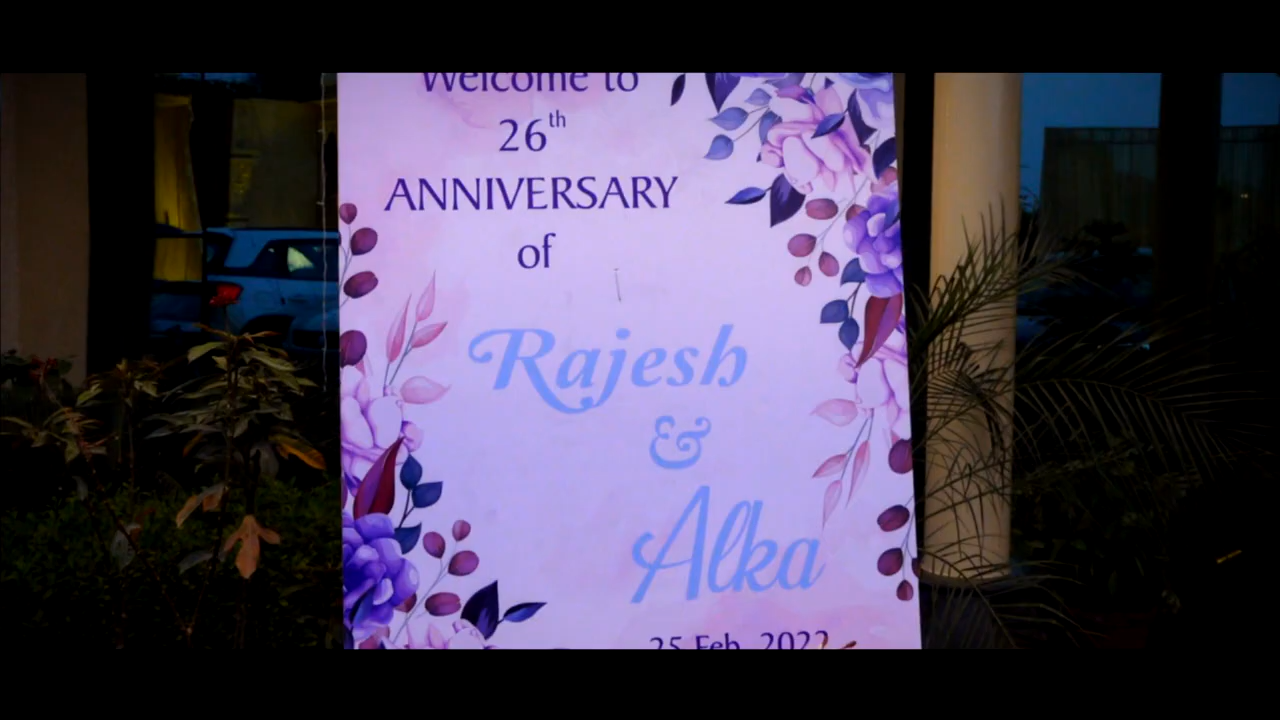 Welcome to
26th
ANNIVERSARY
of
Rajesh
&
Alka
25 Feb, 2022